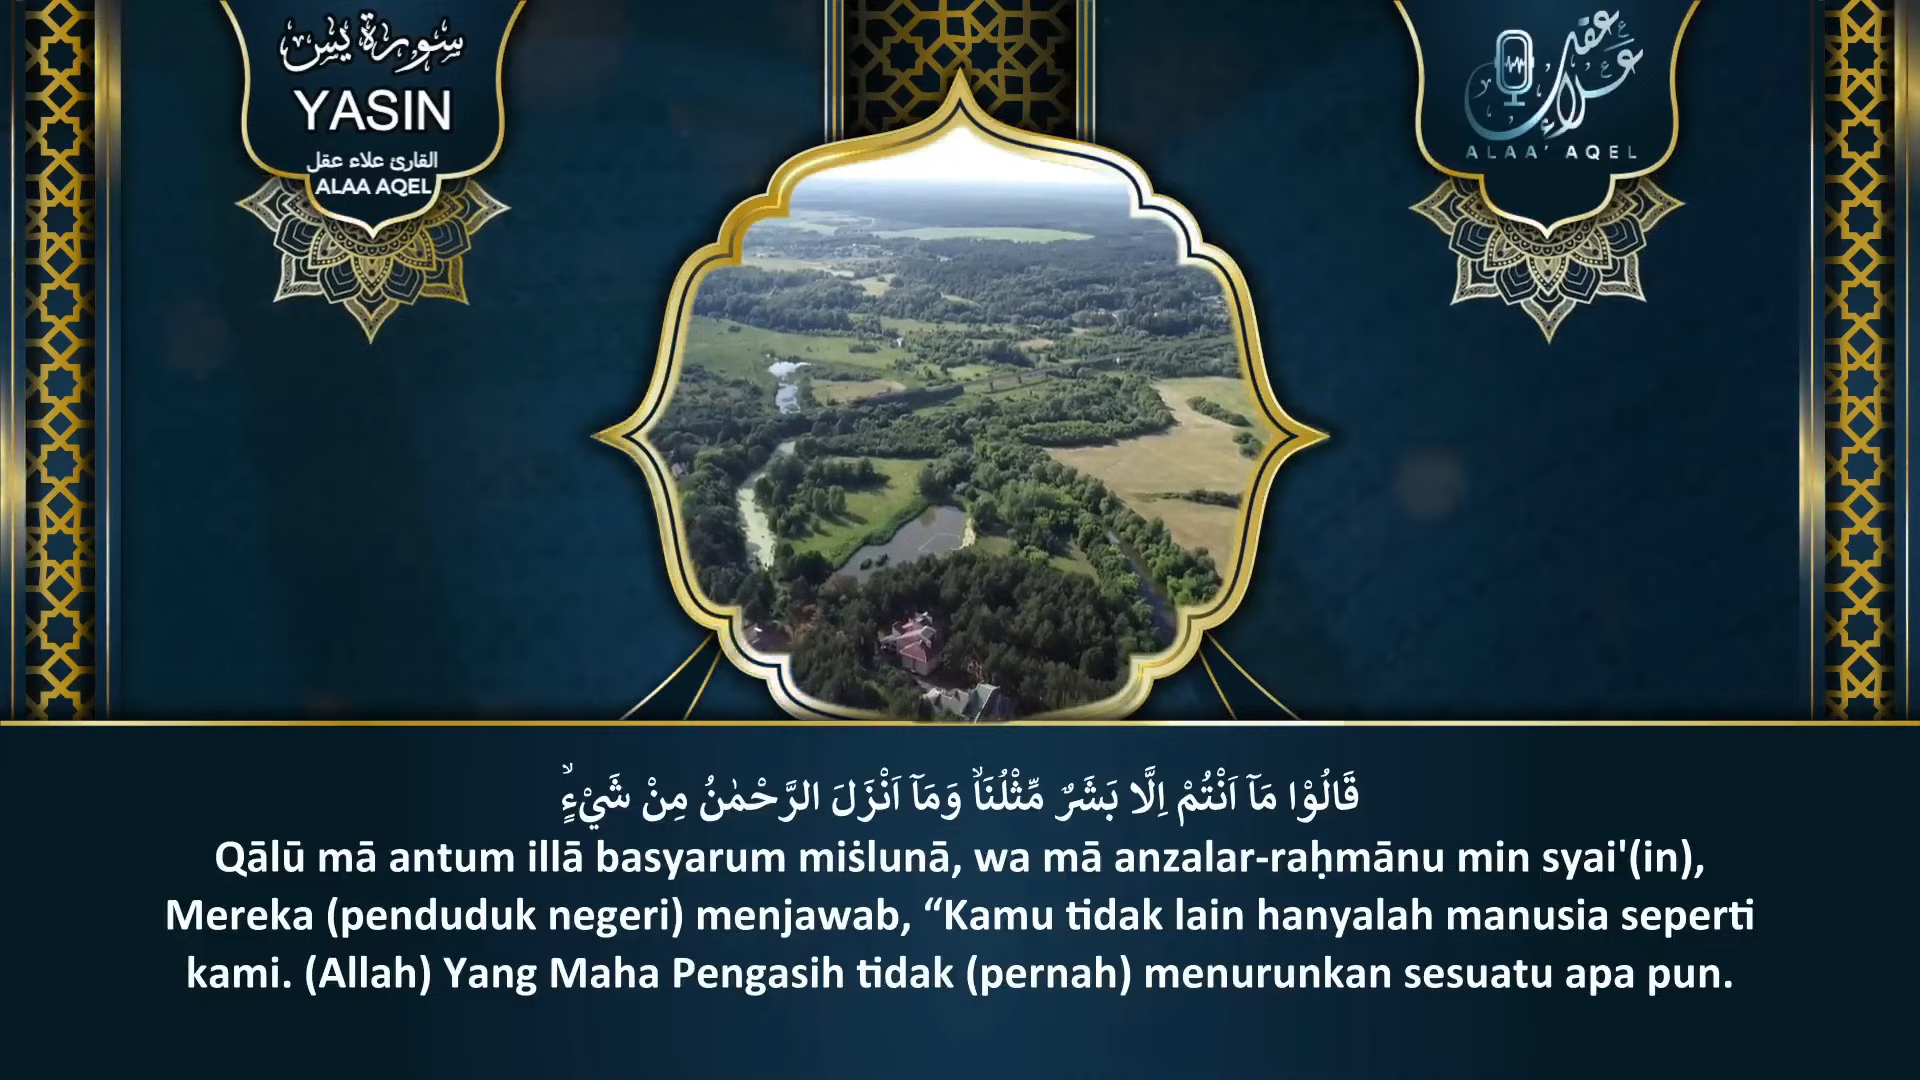 سورة يس
YASIN
القارئ علاء عقل
ALAA AQEL
علاء عقل
ALAA' AQEL
قَالُوْا مَآ اَنْتُمْ اِلَّا بَشَرٌ مِّثْلُنَاۙ وَمَآ اَنْزَلَ الرَّحْمٰنُ مِنْ شَيْءٍۙ
Qālū mā antum illā basyarum miṡlunā, wa mā anzalar-raḥmānu min syai'(in),
Mereka (penduduk negeri) menjawab, “Kamu tidak lain hanyalah manusia seperti
kami. (Allah) Yang Maha Pengasih tidak (pernah) menurunkan sesuatu apa pun.